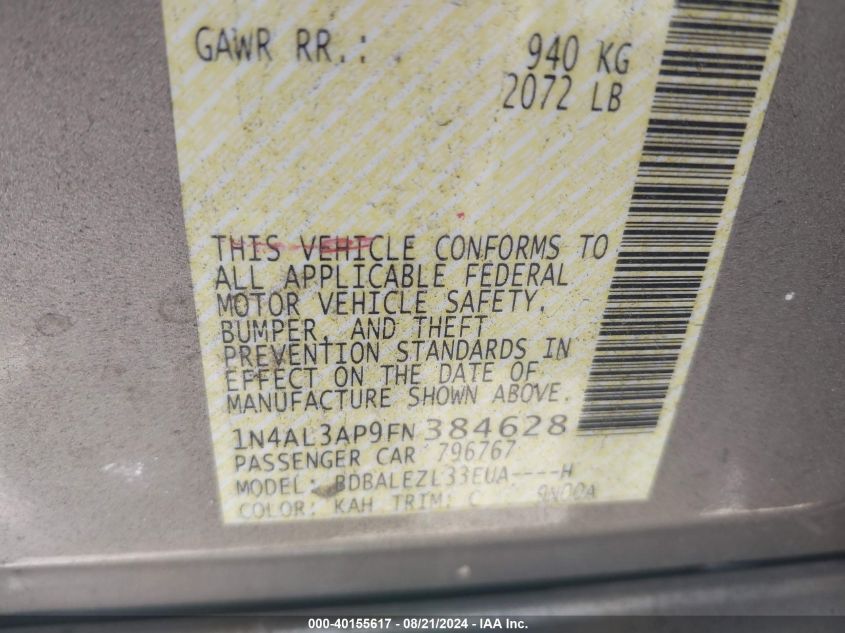 GAWR RR.:  940 KG
2072 LB
THIS VEHICLE CONFORMS TO
ALL APPLICABLE FEDERAL
MOTOR VEHICLE SAFETY,
BUMPER, AND THEFT
PREVENTION STANDARDS IN
EFFECT ON THE DATE OF
MANUFACTURE SHOWN ABOVE.
1N4AL3AP9FN384628
PASSENGER CAR 796767
MODEL: BDBALEZL33EUA----H
COLOR: KAH TRIM: C 9N00A
000-40155617 - 08/21/2024 - IAA Inc.